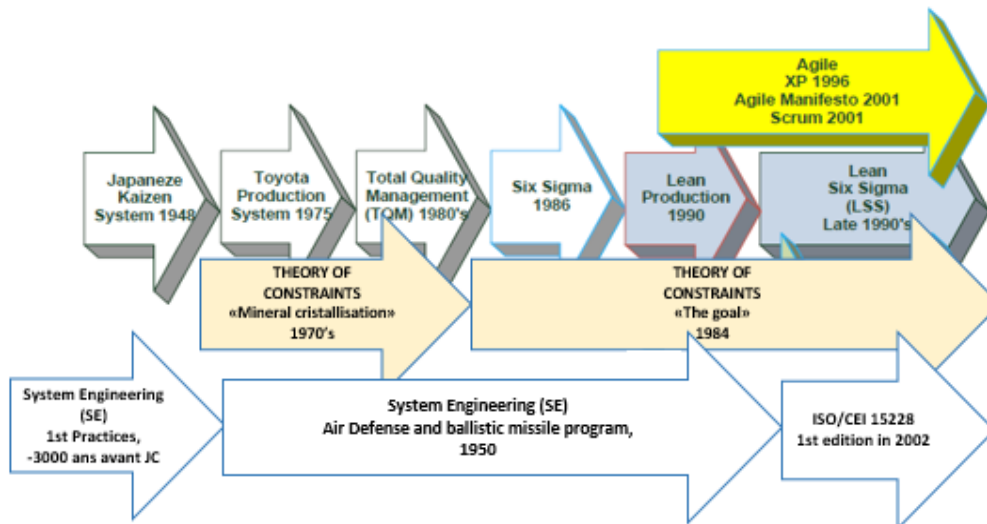 Agile
XP 1996
Agile Manifesto 2001
Scrum 2001
Japaneze
Kaizen
System 1948
Toyota
Production
System 1975
Total Quality
Management
(TQM) 1980's
Six Sigma
1986
Lean
Production
1990
Lean
Six Sigma
(LSS)
Late 1990's
THEORY OF
CONSTRAINTS
«Mineral cristallisation»
1970's
THEORY OF
CONSTRAINTS
«The goal»
1984
System Engineering
(SE)
1st Practices,
-3000 ans avant JC
System Engineering (SE)
Air Defense and ballistic missile program,
1950
ISO/CEI 15228
1st edition in 2002